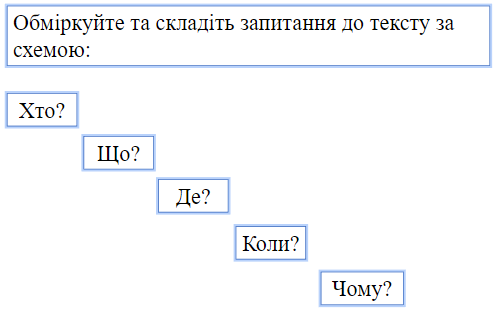 Обміркуйте та складіть запитання до тексту за
схемою:
Хто?
Що?
Де?
Коли?
Чому?